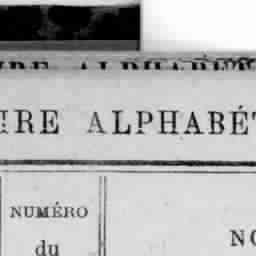 IRE ALPHABÉT
NUMÉRO
du
NO